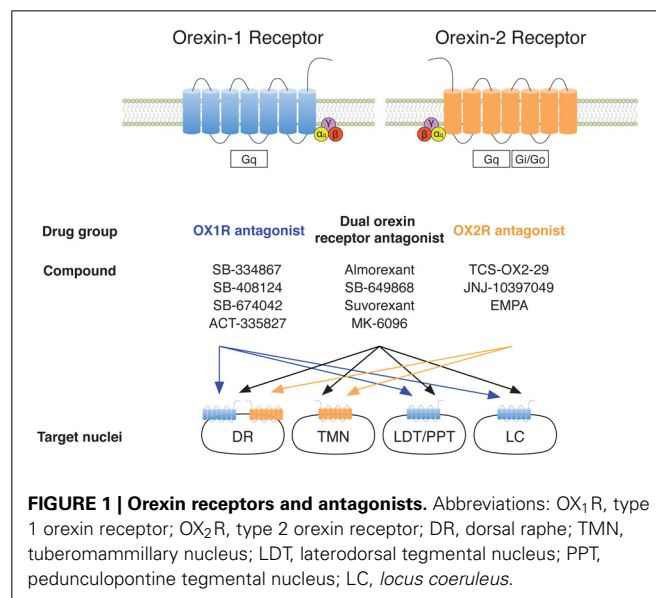 Orexin-1 Receptor Orexin-2 Receptor
γ γ
αq β β αq
Gq Gq Gi/Go
Drug group OX1R antagonist Dual orexin receptor antagonist OX2R antagonist
Compound SB-334867 Almorexant TCS-OX2-29
SB-408124 SB-649868 JNJ-10397049
SB-674042 Suvorexant EMPA
ACT-335827 MK-6096
Target nuclei DR TMN LDT/PPT LC
FIGURE 1 | Orexin receptors and antagonists. Abbreviations: OX₁R, type
1 orexin receptor; OX₂R, type 2 orexin receptor; DR, dorsal raphe; TMN,
tuberomammillary nucleus; LDT, laterodorsal tegmental nucleus; PPT,
pedunculopontine tegmental nucleus; LC, locus coeruleus.